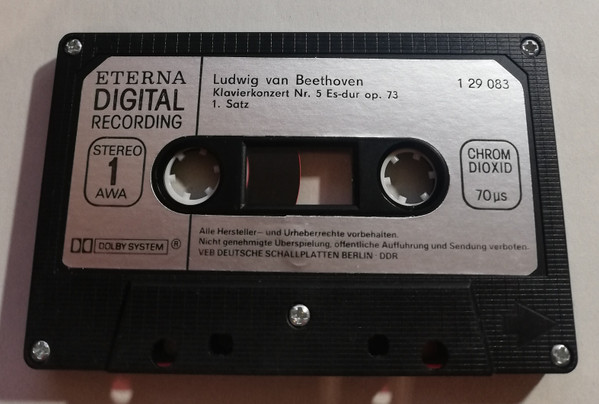 ETERNA
DIGITAL
RECORDING
Ludwig van Beethoven
Klavierkonzert Nr. 5 Es-dur op. 73
1. Satz
1 29 083
STEREO
1
AWA
CHROM
DIOXID
70 µs
DOLBY SYSTEM ®
Alle Hersteller- und Urheberrechte vorbehalten.
Nicht genehmigte Überspielung, öffentliche Aufführung und Sendung verboten.
VEB DEUTSCHE SCHALLPLATTEN BERLIN · DDR